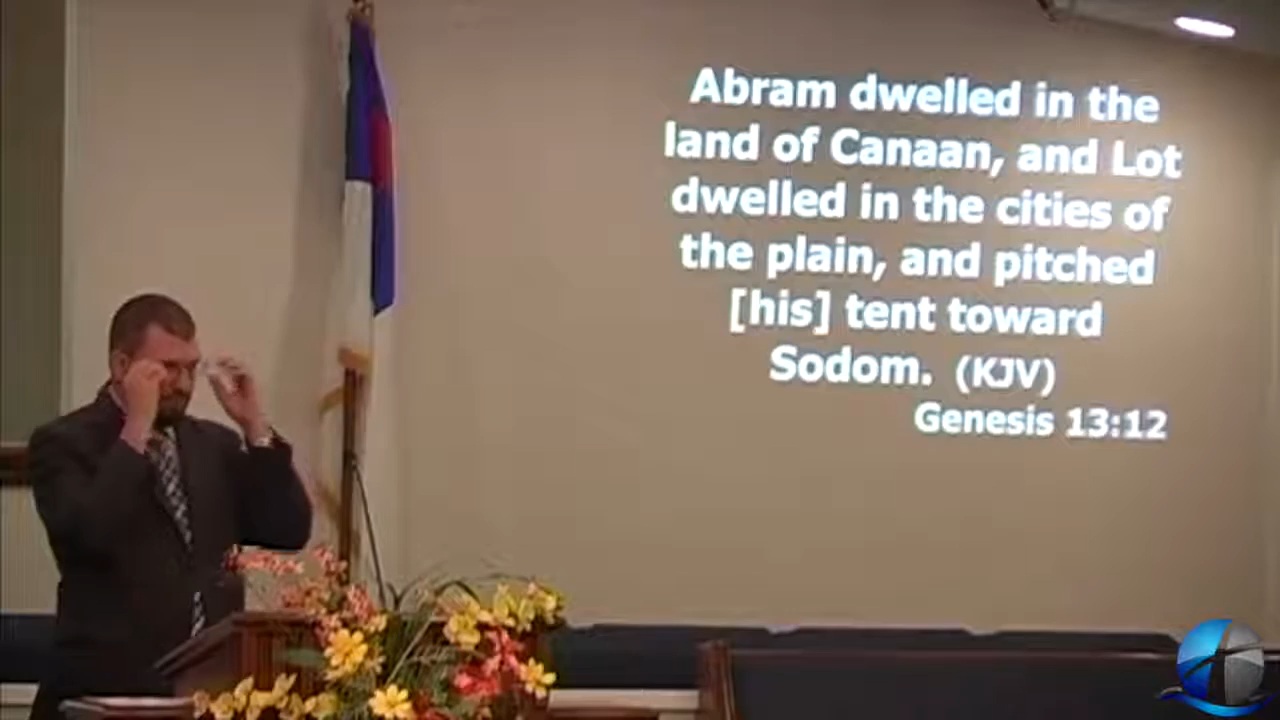 Abram dwelled in the
land of Canaan, and Lot
dwelled in the cities of
the plain, and pitched
[his] tent toward
Sodom. (KJV)
Genesis 13:12